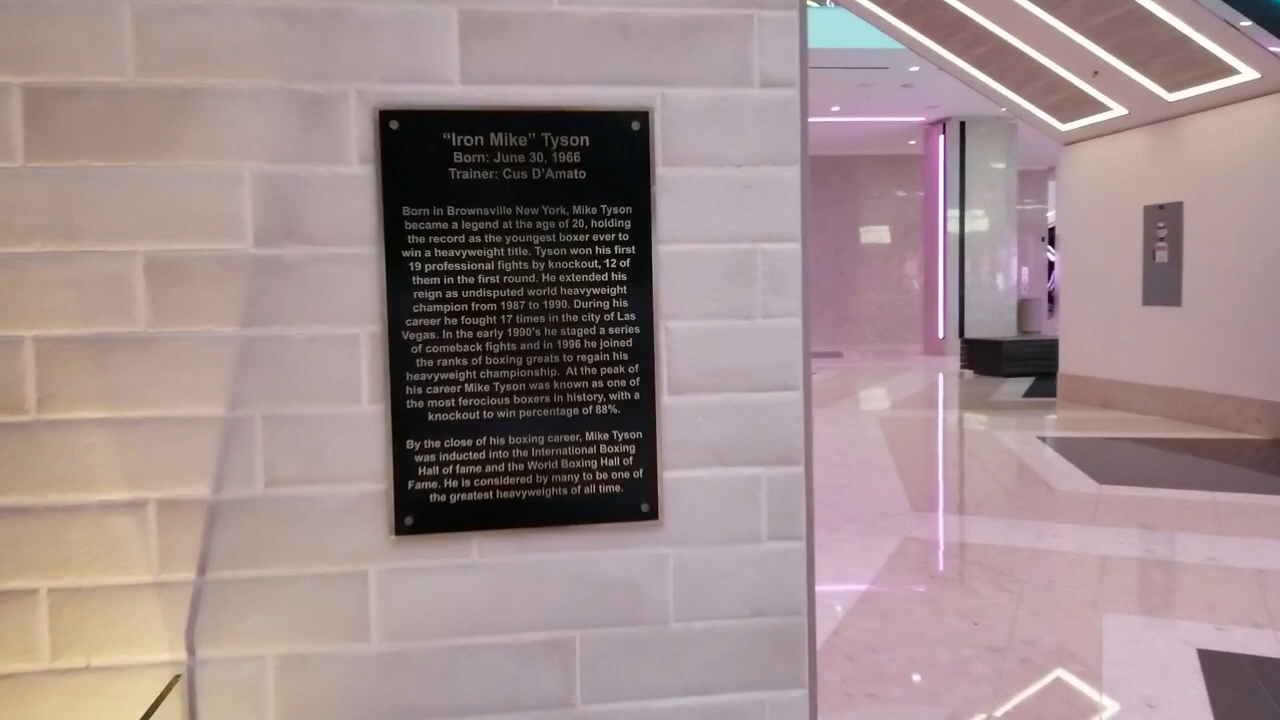 “Iron Mike” Tyson
Born: June 30, 1966
Trainer: Cus D’Amato
Born in Brownsville New York, Mike Tyson
became a legend at the age of 20, holding
the record as the youngest boxer ever to
win a heavyweight title. Tyson won his first
19 professional fights by knockout, 12 of
them in the first round. He extended his
reign as undisputed world heavyweight
champion from 1987 to 1990. During his
career he fought 17 times in the city of Las
Vegas. In the early 1990’s he staged a series
of comeback fights and in 1996 he joined
the ranks of boxing greats to regain his
heavyweight championship. At the peak of
his career Mike Tyson was known as one of
the most ferocious boxers in history, with a
knockout to win percentage of 88%.
By the close of his boxing career, Mike Tyson
was inducted into the International Boxing
Hall of fame and the World Boxing Hall of
Fame. He is considered by many to be one of
the greatest heavyweights of all time.